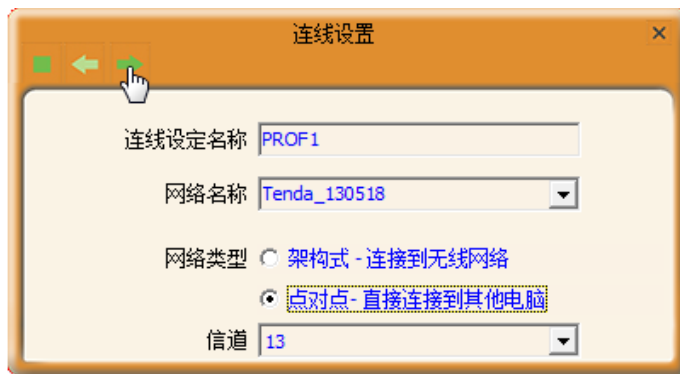 连线设置
连线设定名称 PROF1
网络名称 Tenda_130518
网络类型 架构式 - 连接到无线网络
点对点- 直接连接到其他电脑
信道 13